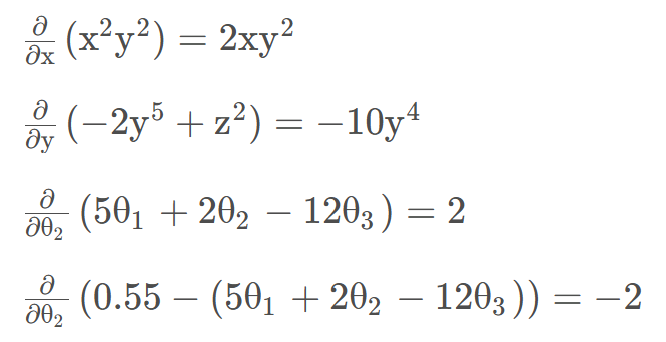 ∂/∂x (x²y²) = 2xy²
∂/∂y (−2y⁵ + z²) = −10y⁴
∂/∂θ₂ (5θ₁ + 2θ₂ − 12θ₃) = 2
∂/∂θ₂ (0.55 − (5θ₁ + 2θ₂ − 12θ₃)) = −2